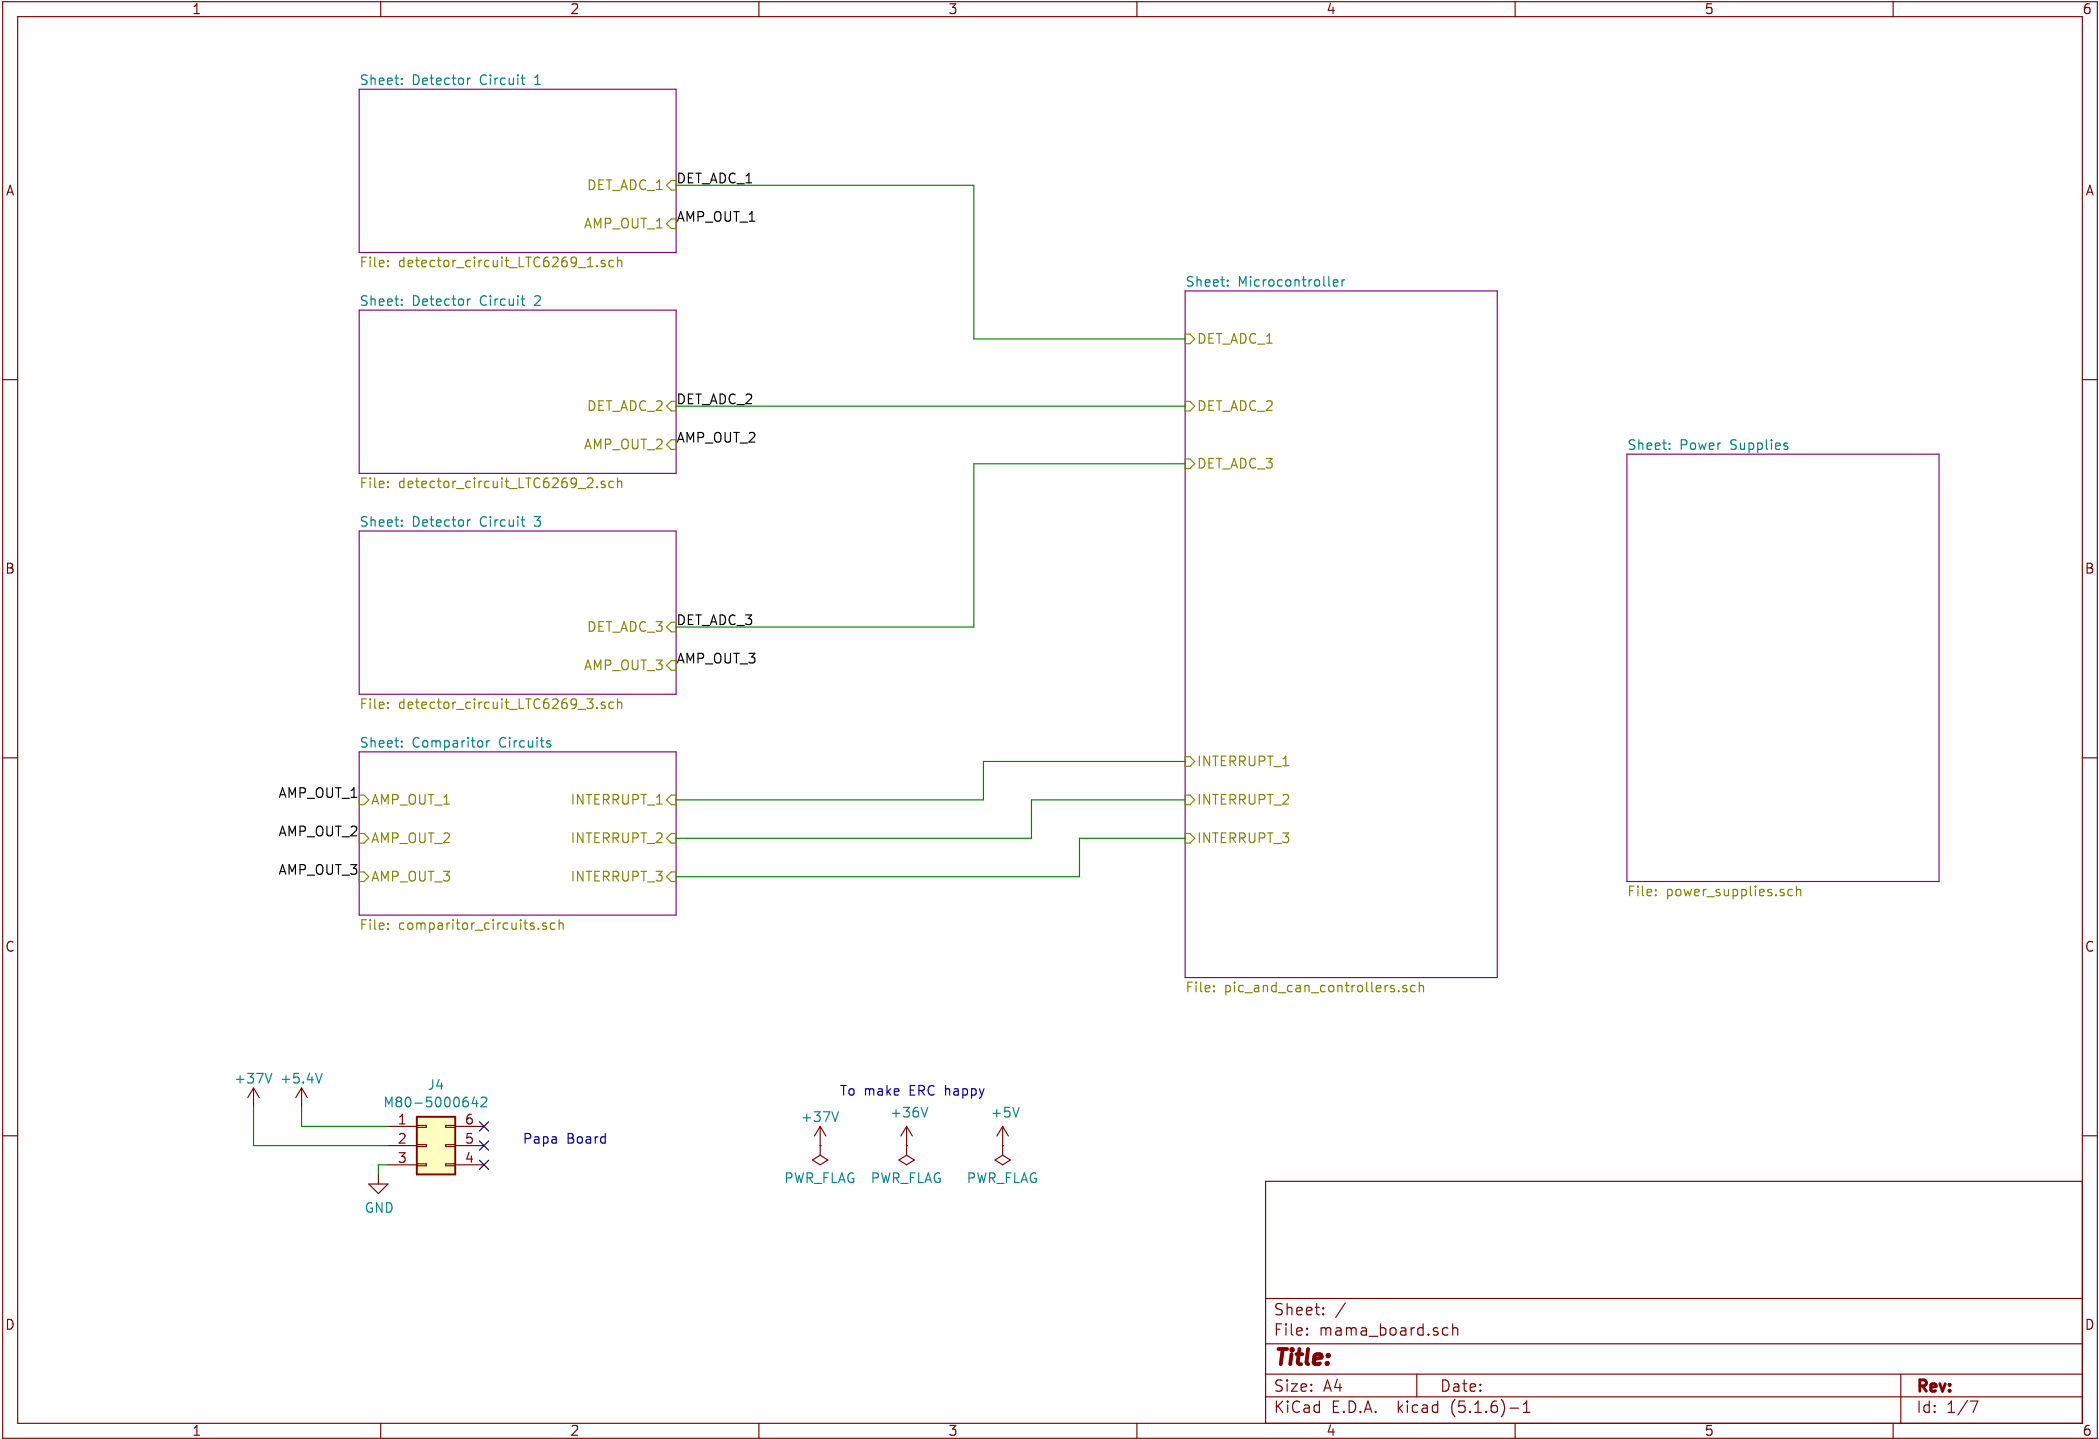 1 2 3 4 5 6
A A
B B
C C
D D
Sheet: Detector Circuit 1
DET_ADC_1 DET_ADC_1
AMP_OUT_1 AMP_OUT_1
File: detector_circuit_LTC6269_1.sch
Sheet: Detector Circuit 2
DET_ADC_2 DET_ADC_2
AMP_OUT_2 AMP_OUT_2
File: detector_circuit_LTC6269_2.sch
Sheet: Detector Circuit 3
DET_ADC_3 DET_ADC_3
AMP_OUT_3 AMP_OUT_3
File: detector_circuit_LTC6269_3.sch
Sheet: Comparitor Circuits
AMP_OUT_1 AMP_OUT_1 INTERRUPT_1
AMP_OUT_2 AMP_OUT_2 INTERRUPT_2
AMP_OUT_3 AMP_OUT_3 INTERRUPT_3
File: comparitor_circuits.sch
Sheet: Microcontroller
DET_ADC_1
DET_ADC_2
DET_ADC_3
INTERRUPT_1
INTERRUPT_2
INTERRUPT_3
File: pic_and_can_controllers.sch
Sheet: Power Supplies
File: power_supplies.sch
+37V +5.4V
J4
M80-5000642
1 6
2 5
3 4
GND
Papa Board
To make ERC happy
+37V +36V +5V
PWR_FLAG PWR_FLAG PWR_FLAG
Sheet: /
File: mama_board.sch
Title:
Size: A4 Date: Rev:
KiCad E.D.A. kicad (5.1.6)-1 Id: 1/7
1 2 3 4 5 6